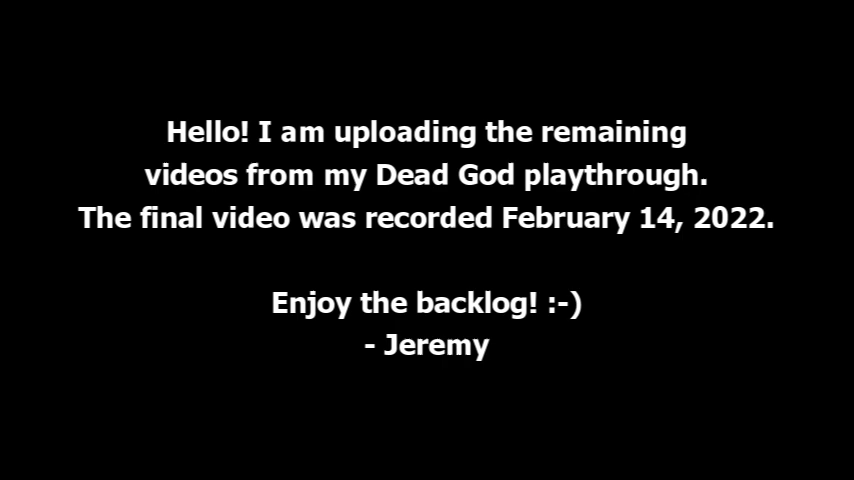 Hello! I am uploading the remaining
videos from my Dead God playthrough.
The final video was recorded February 14, 2022.
Enjoy the backlog! :-)
- Jeremy